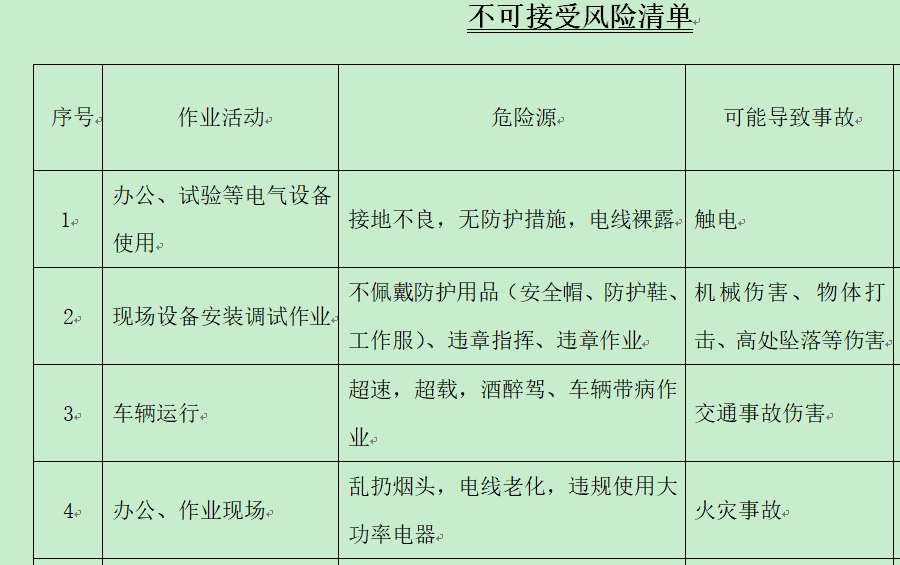 不可接受风险清单
序号 作业活动 危险源 可能导致事故
1 办公、试验等电气设备
使用 接地不良，无防护措施，电线裸露 触电
2 现场设备安装调试作业 不佩戴防护用品（安全帽、防护鞋、
工作服）、违章指挥、违章作业 机械伤害、物体打
击、高处坠落等伤害
3 车辆运行 超速，超载，酒醉驾、车辆带病作
业 交通事故伤害
4 办公、作业现场 乱扔烟头，电线老化，违规使用大
功率电器 火灾事故